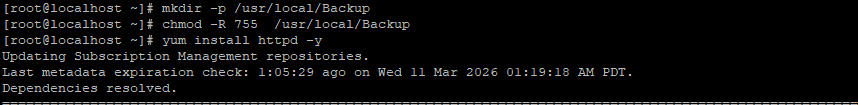 [root@localhost ~]# mkdir -p /usr/local/Backup
[root@localhost ~]# chmod -R 755  /usr/local/Backup
[root@localhost ~]# yum install httpd -y
Updating Subscription Management repositories.
Last metadata expiration check: 1:05:29 ago on Wed 11 Mar 2026 01:19:18 AM PDT.
Dependencies resolved.
================================================================================